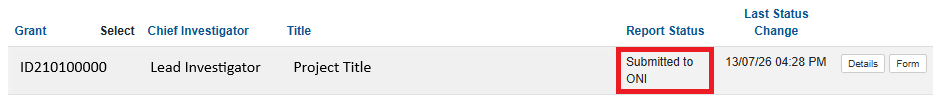 Grant Select Chief Investigator Title Report Status Last Status Change
ID210100000 Lead Investigator Project Title Submitted to ONI 13/07/26 04:28 PM Details Form